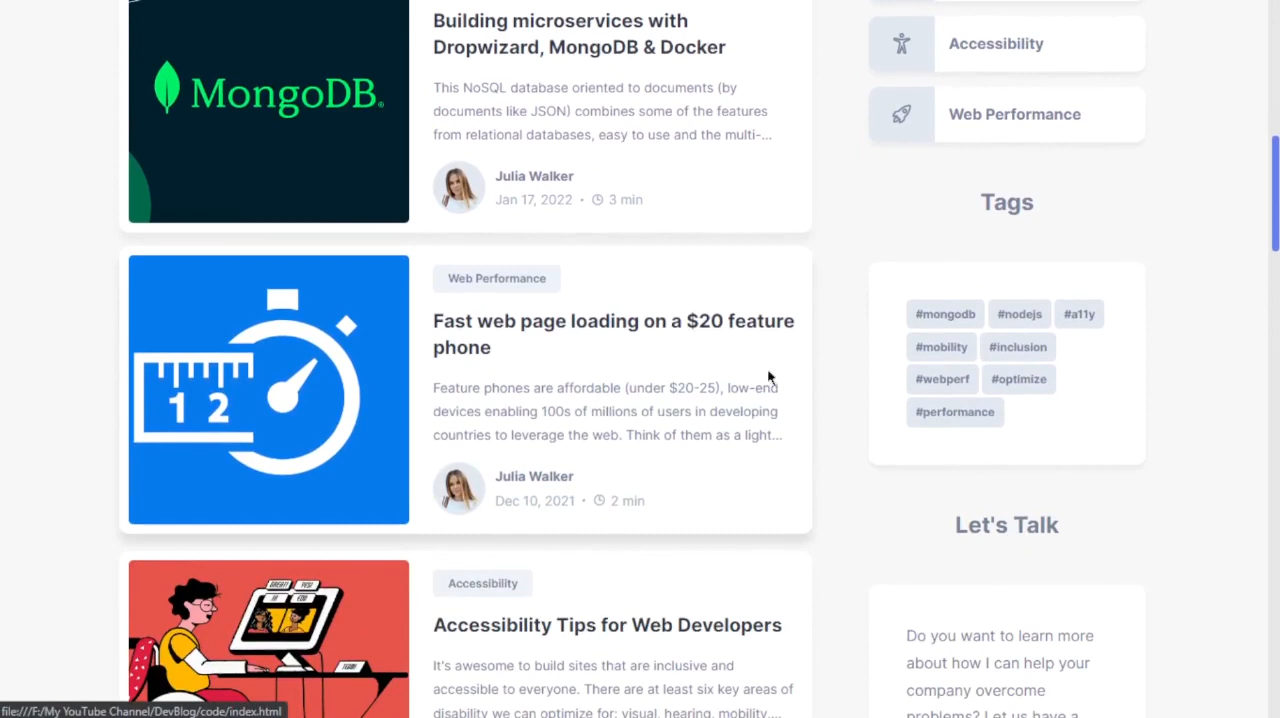 MongoDB.
Building microservices with
Dropwizard, MongoDB & Docker
This NoSQL database oriented to documents (by
documents like JSON) combines some of the features
from relational databases, easy to use and the multi-...
Julia Walker
Jan 17, 2022 • 3 min
1 2
Web Performance
Fast web page loading on a $20 feature
phone
Feature phones are affordable (under $20-25), low-end
devices enabling 100s of millions of users in developing
countries to leverage the web. Think of them as a light...
Julia Walker
Dec 10, 2021 • 2 min
Accessibility
Accessibility Tips for Web Developers
It's awesome to build sites that are inclusive and
accessible to everyone. There are at least six key areas of
disability we can optimize for: visual, hearing, mobility,...
Accessibility
Web Performance
Tags
#mongodb #nodejs #a11y
#mobility #inclusion
#webperf #optimize
#performance
Let's Talk
Do you want to learn more
about how I can help your
company overcome
problems? Let us have a
file:///F:/My YouTube Channel/DevBlog/code/index.html